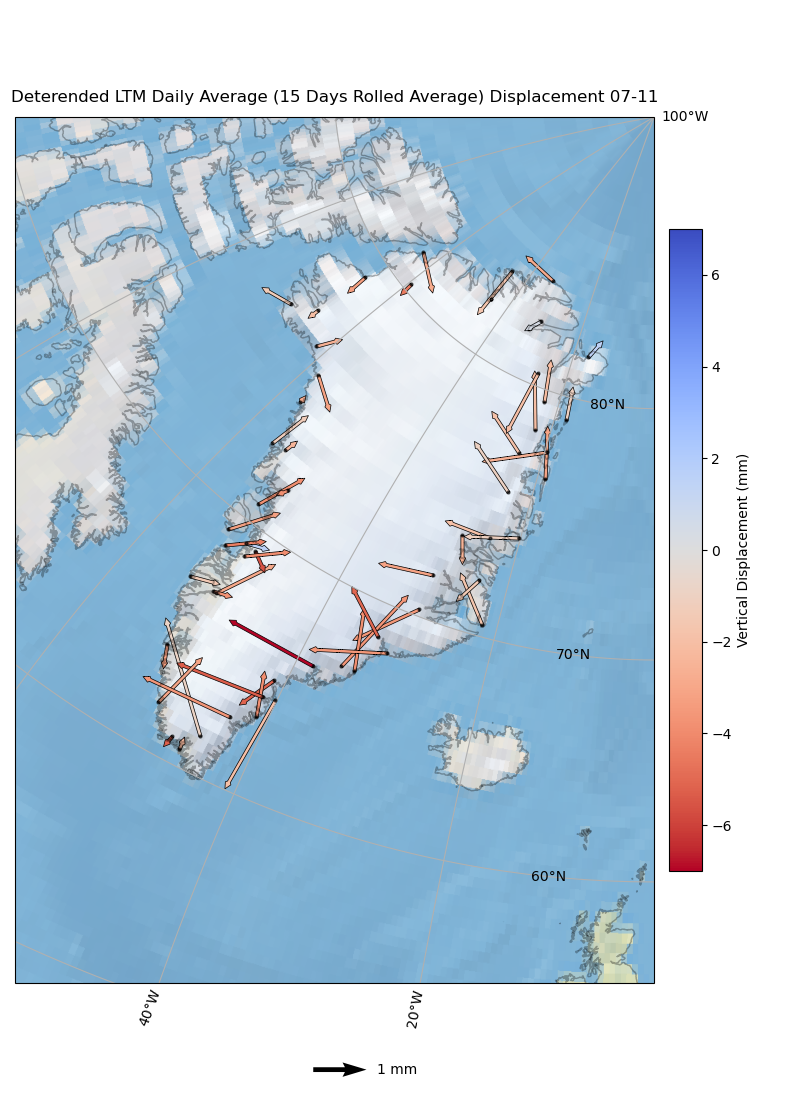 Deterended LTM Daily Average (15 Days Rolled Average) Displacement 07-11
100°W
6
4
80°N
2
0
Vertical Displacement (mm)
−2
70°N
−4
−6
60°N
40°W
20°W
1 mm